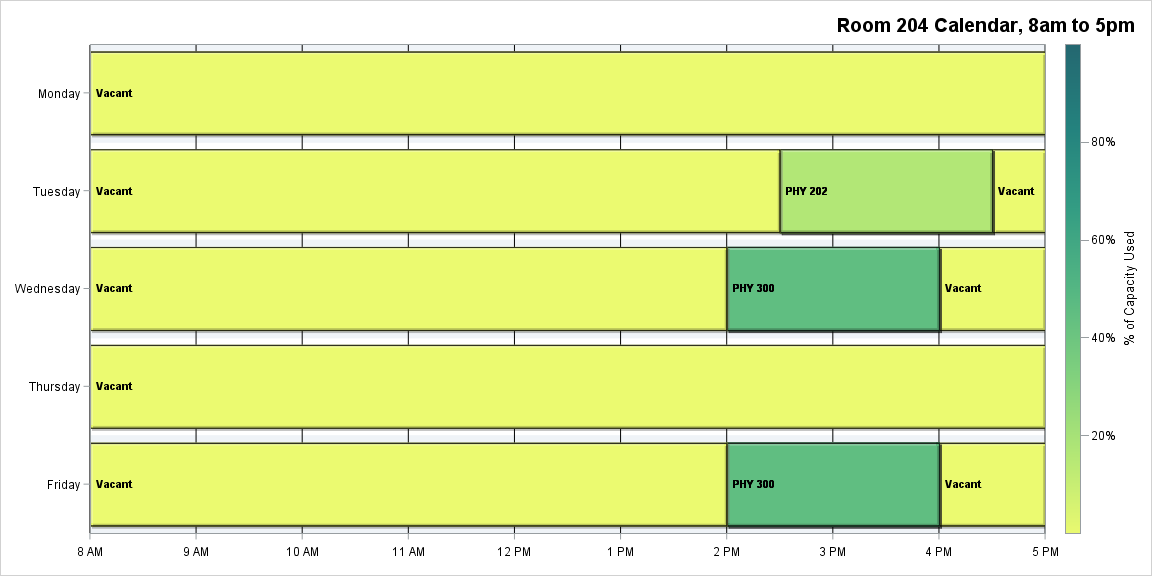 Room 204 Calendar, 8am to 5pm
Monday
Vacant
Tuesday
Vacant
PHY 202
Vacant
Wednesday
Vacant
PHY 300
Vacant
Thursday
Vacant
Friday
Vacant
PHY 300
Vacant
8 AM
9 AM
10 AM
11 AM
12 PM
1 PM
2 PM
3 PM
4 PM
5 PM
80%
60%
40%
20%
% of Capacity Used